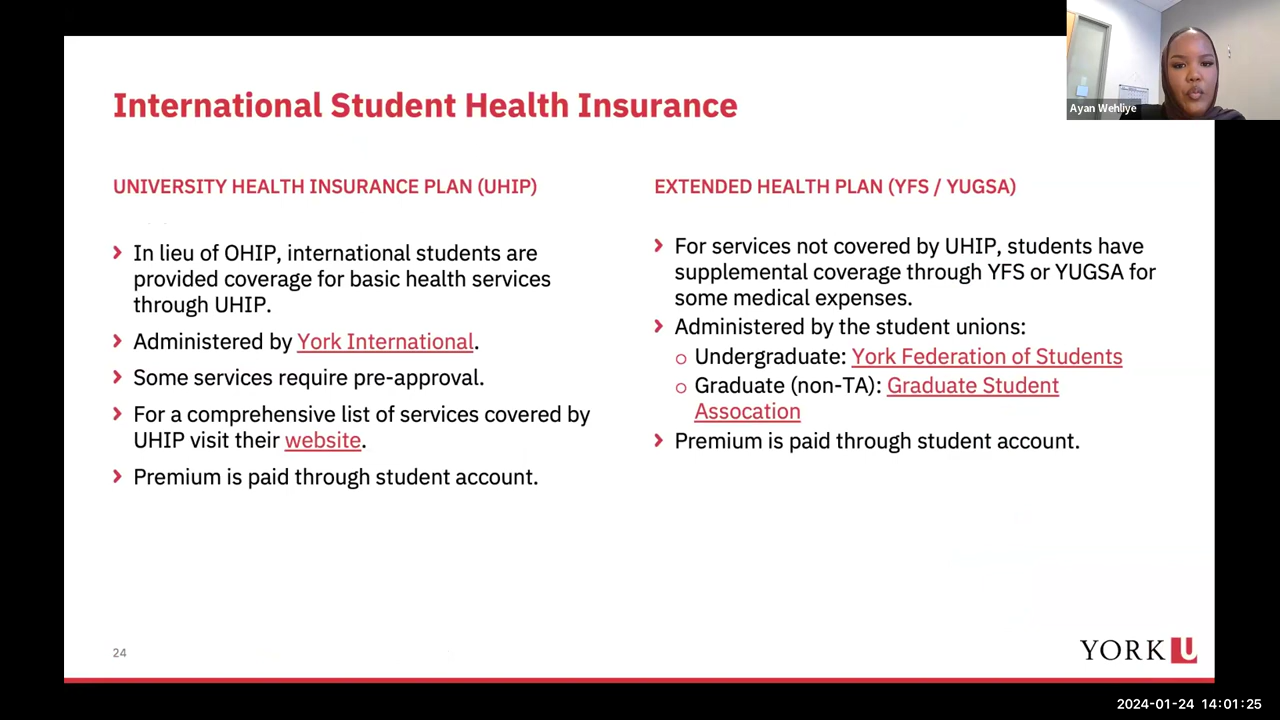 International Student Health Insurance
Ayan Wehliye
UNIVERSITY HEALTH INSURANCE PLAN (UHIP)
In lieu of OHIP, international students are
provided coverage for basic health services
through UHIP.
Administered by York International.
Some services require pre-approval.
For a comprehensive list of services covered by
UHIP visit their website.
Premium is paid through student account.
EXTENDED HEALTH PLAN (YFS / YUGSA)
For services not covered by UHIP, students have
supplemental coverage through YFS or YUGSA for
some medical expenses.
Administered by the student unions:
Undergraduate: York Federation of Students
Graduate (non-TA): Graduate Student
Assocation
Premium is paid through student account.
24
YORK U
2024-01-24 14:01:25